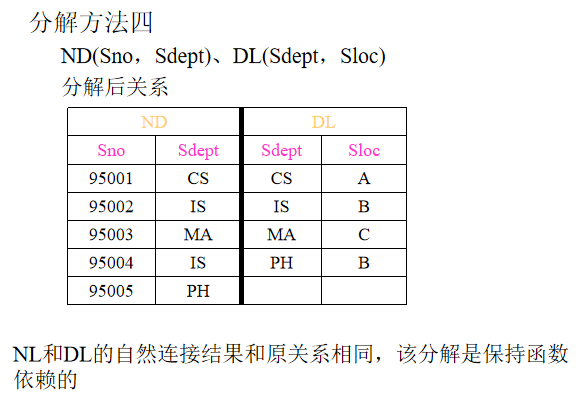 分解方法四
ND(Sno，Sdept)、DL(Sdept，Sloc)
分解后关系
ND DL
Sno Sdept Sdept Sloc
95001 CS CS A
95002 IS IS B
95003 MA MA C
95004 IS PH B
95005 PH
NL和DL的自然连接结果和原关系相同，该分解是保持函数
依赖的